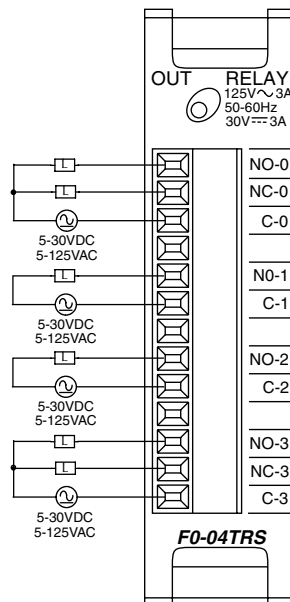 OUT RELAY
125V～3A
50-60Hz
30V⎓3A
L NO-0
L NC-0
C-0
5-30VDC
5-125VAC
L N0-1
C-1
5-30VDC
5-125VAC
L NO-2
C-2
5-30VDC
5-125VAC
L NO-3
L NC-3
C-3
5-30VDC
5-125VAC
F0-04TRS